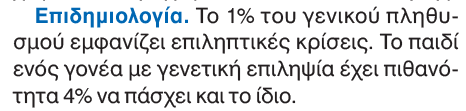 Επιδημιολογία. Το 1% του γενικού πληθυ-
σμού εμφανίζει επιληπτικές κρίσεις. Το παιδί
ενός γονέα με γενετική επιληψία έχει πιθανό-
τητα 4% να πάσχει και το ίδιο.